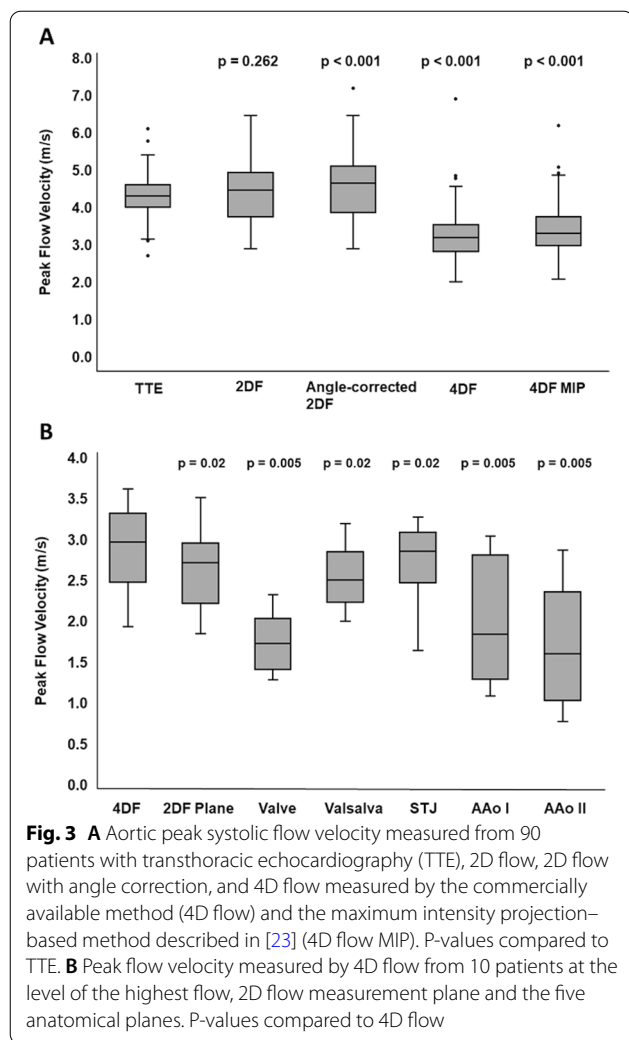 A
8.0
7.0
6.0
5.0
4.0
3.0
2.0
1.0
0.0
Peak Flow Velocity (m/s)
p = 0.262 p < 0.001 p < 0.001 p < 0.001
TTE 2DF Angle-corrected 4DF 4DF MIP
2DF
B
4.0
3.5
3.0
2.5
2.0
1.5
1.0
0.5
0.0
Peak Flow Velocity (m/s)
p = 0.02 p = 0.005 p = 0.02 p = 0.02 p = 0.005 p = 0.005
4DF 2DF Plane Valve Valsalva STJ AAo I AAo II
Fig. 3 A Aortic peak systolic flow velocity measured from 90
patients with transthoracic echocardiography (TTE), 2D flow, 2D flow
with angle correction, and 4D flow measured by the commercially
available method (4D flow) and the maximum intensity projection–
based method described in [23] (4D flow MIP). P-values compared to
TTE. B Peak flow velocity measured by 4D flow from 10 patients at the
level of the highest flow, 2D flow measurement plane and the five
anatomical planes. P-values compared to 4D flow